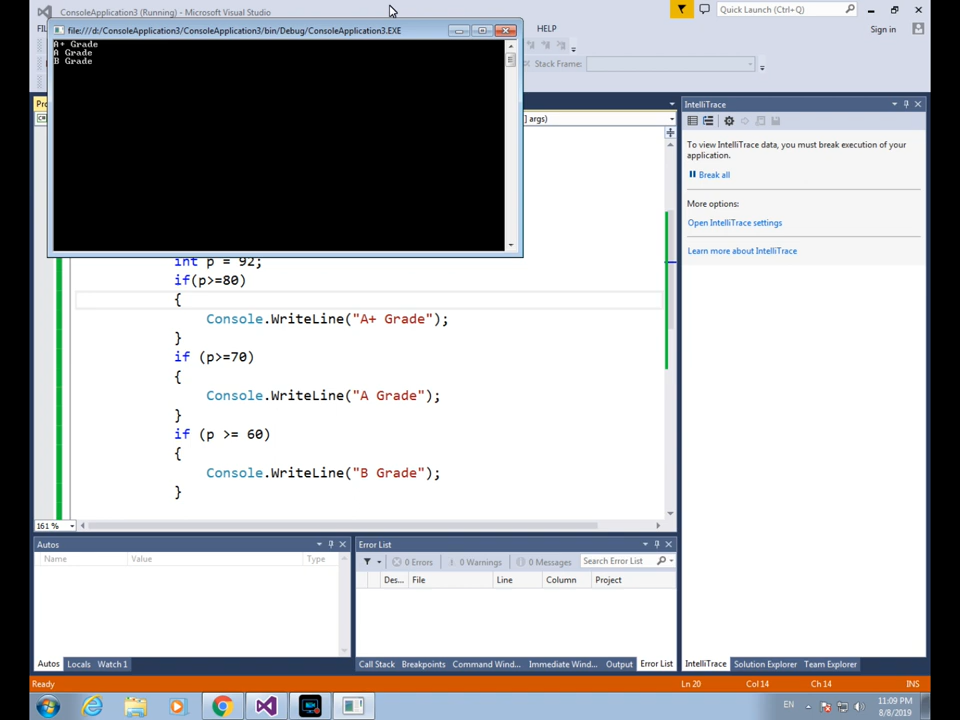 ConsoleApplication3 (Running) - Microsoft Visual Studio
Quick Launch (Ctrl+Q)
file:///d:/ConsoleApplication3/ConsoleApplication3/bin/Debug/ConsoleApplication3.EXE
HELP
Sign in
A+ Grade
A Grade
B Grade
Stack Frame:
] args)
IntelliTrace
To view IntelliTrace data, you must break execution of your
application.
Break all
More options:
Open IntelliTrace settings
Learn more about IntelliTrace
int p = 92;
if(p>=80)
{
Console.WriteLine("A+ Grade");
}
if (p>=70)
{
Console.WriteLine("A Grade");
}
if (p >= 60)
{
Console.WriteLine("B Grade");
}
161 %
Autos
Name Value Type
Error List
0 Errors 0 Warnings 0 Messages Search Error List
Des... File Line Column Project
Autos Locals Watch 1
Call Stack Breakpoints Command Wind... Immediate Wind... Output Error List
IntelliTrace Solution Explorer Team Explorer
Ready Ln 20 Col 14 Ch 14 INS
EN
11:09 PM
8/8/2019